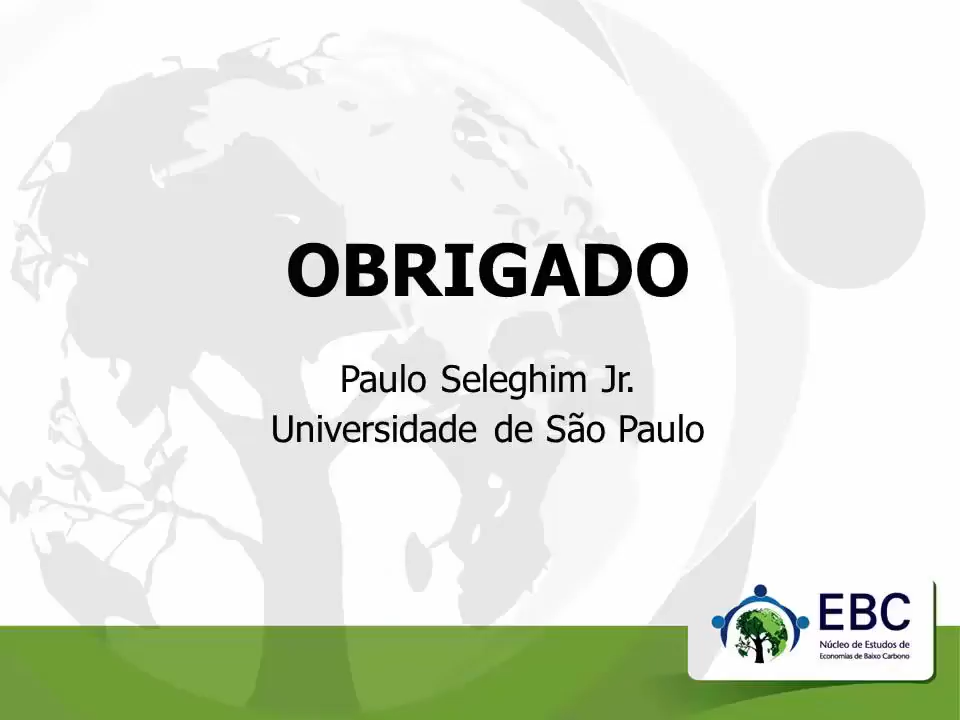 OBRIGADO
Paulo Seleghim Jr.
Universidade de São Paulo
EBC
Núcleo de Estudos de
Economias de Baixo Carbono